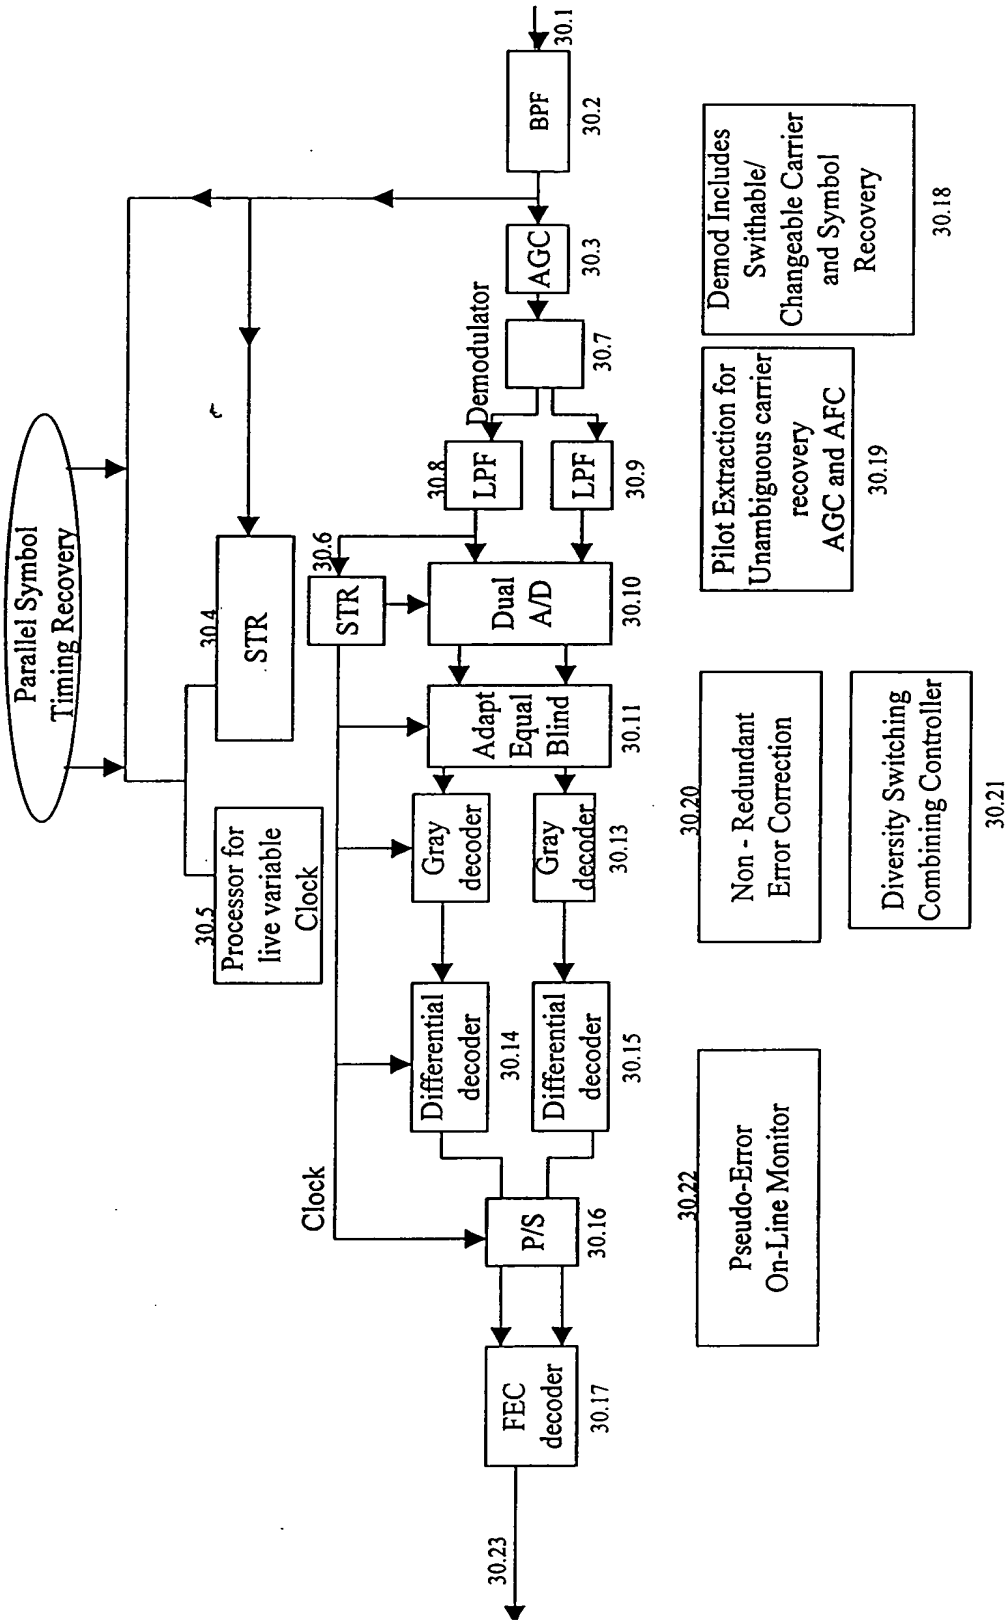 Parallel Symbol
Timing Recovery
30.1
BPF
30.2
AGC
30.3
Demodulator
30.7
30.8
LPF
LPF
30.9
30.4
STR
30.5
Processor for
live variable
Clock
30.6
STR
Dual
A/D
30.10
Adapt
Equal
Blind
30.11
Gray
decoder
Gray
decoder
30.13
Differential
decoder
30.14
Differential
decoder
30.15
Clock
P/S
30.16
FEC
decoder
30.17
30.23
Demod Includes
Swithable/
Changeable Carrier
and Symbol
Recovery
30.18
Pilot Extraction for
Unambiguous carrier
recovery
AGC and AFC
30.19
30.20
Non - Redundant
Error Correction
Diversity Switching
Combining Controller
30.21
30.22
Pseudo-Error
On-Line Monitor